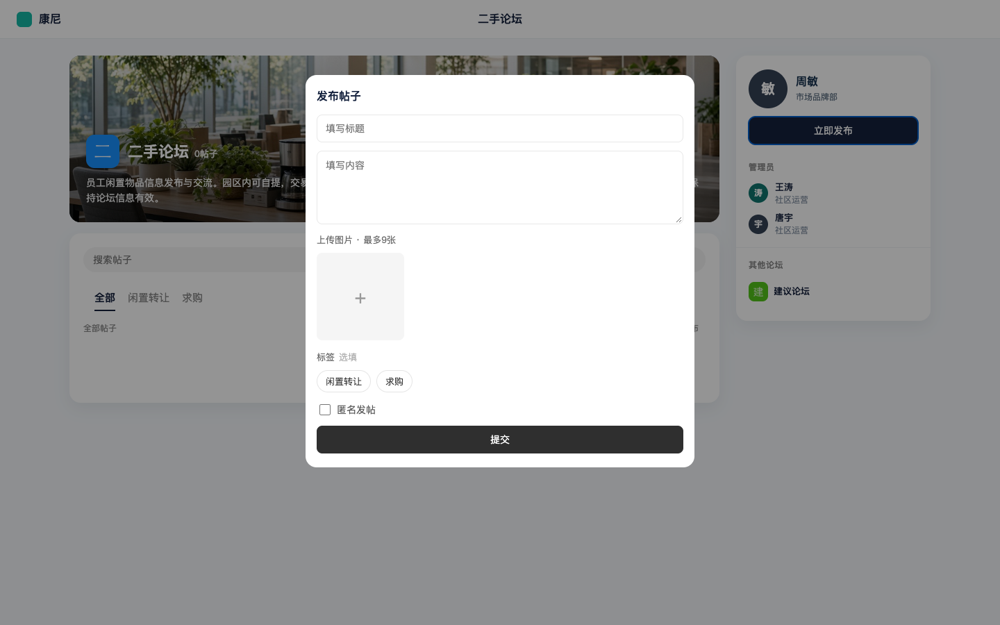 康尼
二手论坛
二
二手论坛 0帖子
员工闲置物品信息发布与交流。园区内可自提，交易
持论坛信息有效。
搜索帖子
全部 闲置转让 求购
全部帖子
发布帖子
填写标题
填写内容
上传图片 · 最多9张
+
标签 选填
闲置转让 求购
匿名发帖
提交
敏
周敏
市场品牌部
立即发布
管理员
涛
王涛
社区运营
宇
唐宇
社区运营
其他论坛
建
建议论坛